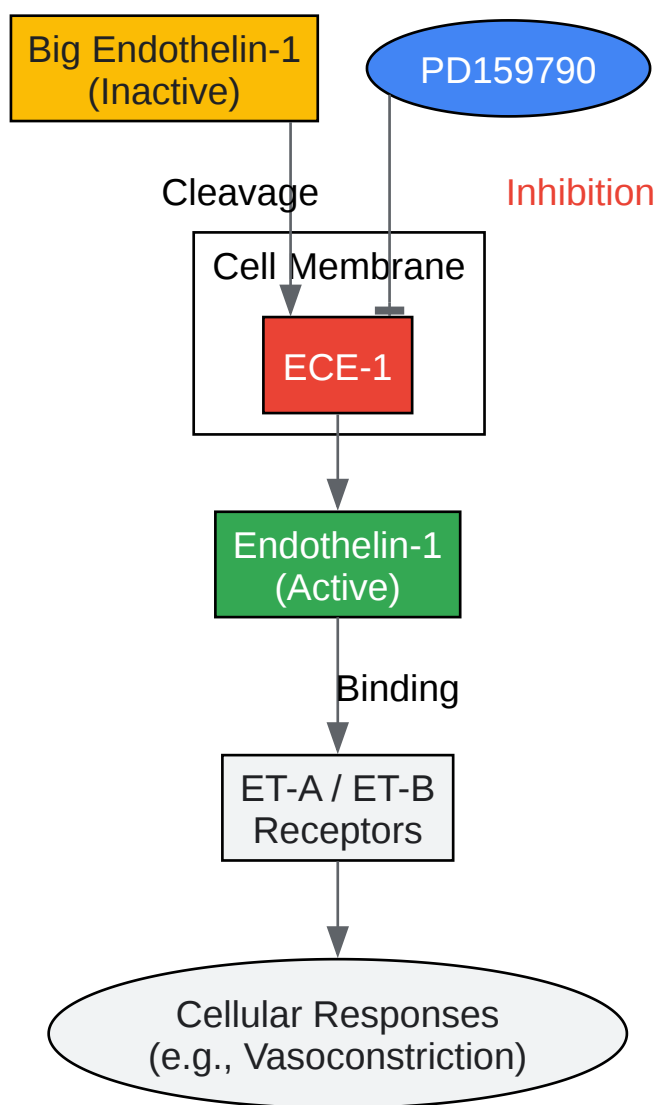 Big Endothelin-1
(Inactive)
PD159790
Cleavage
Inhibition
Cell Membrane
ECE-1
Endothelin-1
(Active)
Binding
ET-A / ET-B
Receptors
Cellular Responses
(e.g., Vasoconstriction)